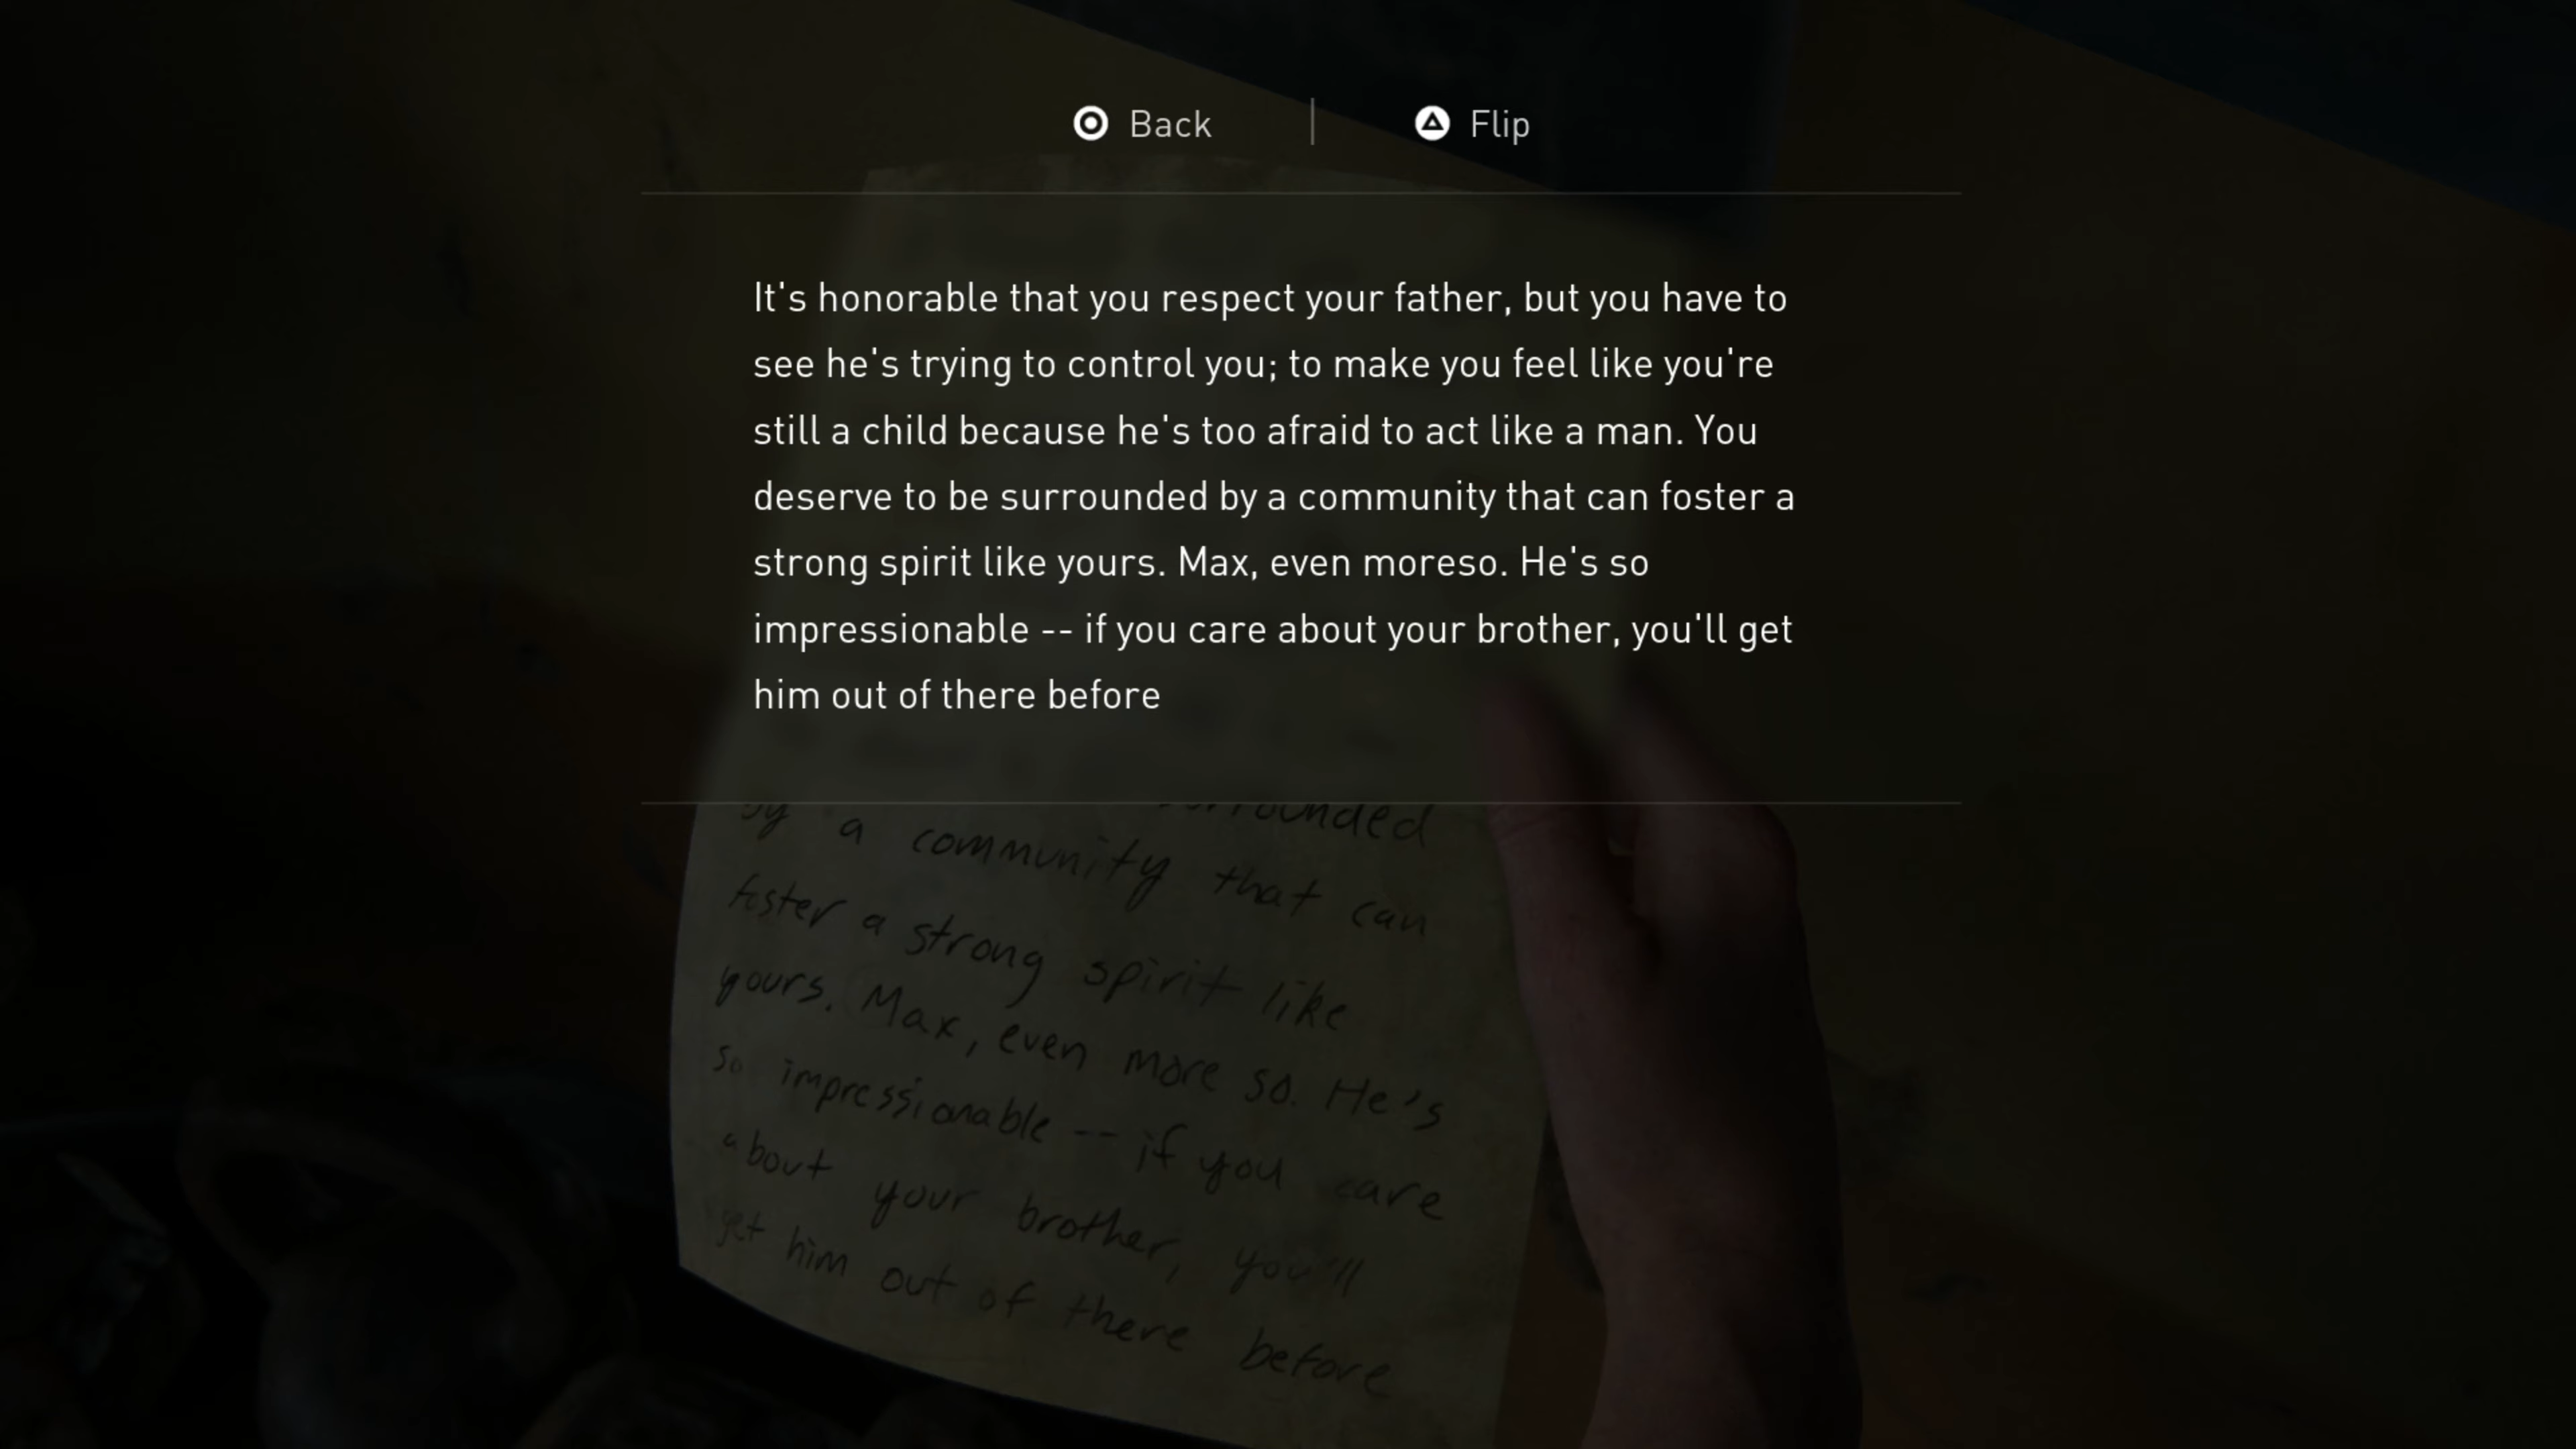 Back | Flip
It's honorable that you respect your father, but you have to
see he's trying to control you; to make you feel like you're
still a child because he's too afraid to act like a man. You
deserve to be surrounded by a community that can foster a
strong spirit like yours. Max, even moreso. He's so
impressionable -- if you care about your brother, you'll get
him out of there before
surrounded
by a community that can
foster a strong spirit like
yours. Max, even more so. He's
so impressionable -- if you care
about your brother, you'll
get him out of there before